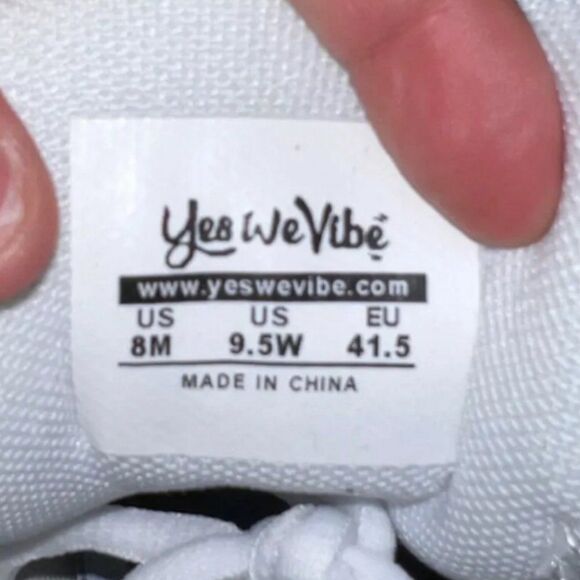 Yes We Vibe
www.yeswevibe.com
US US EU
8M 9.5W 41.5
MADE IN CHINA